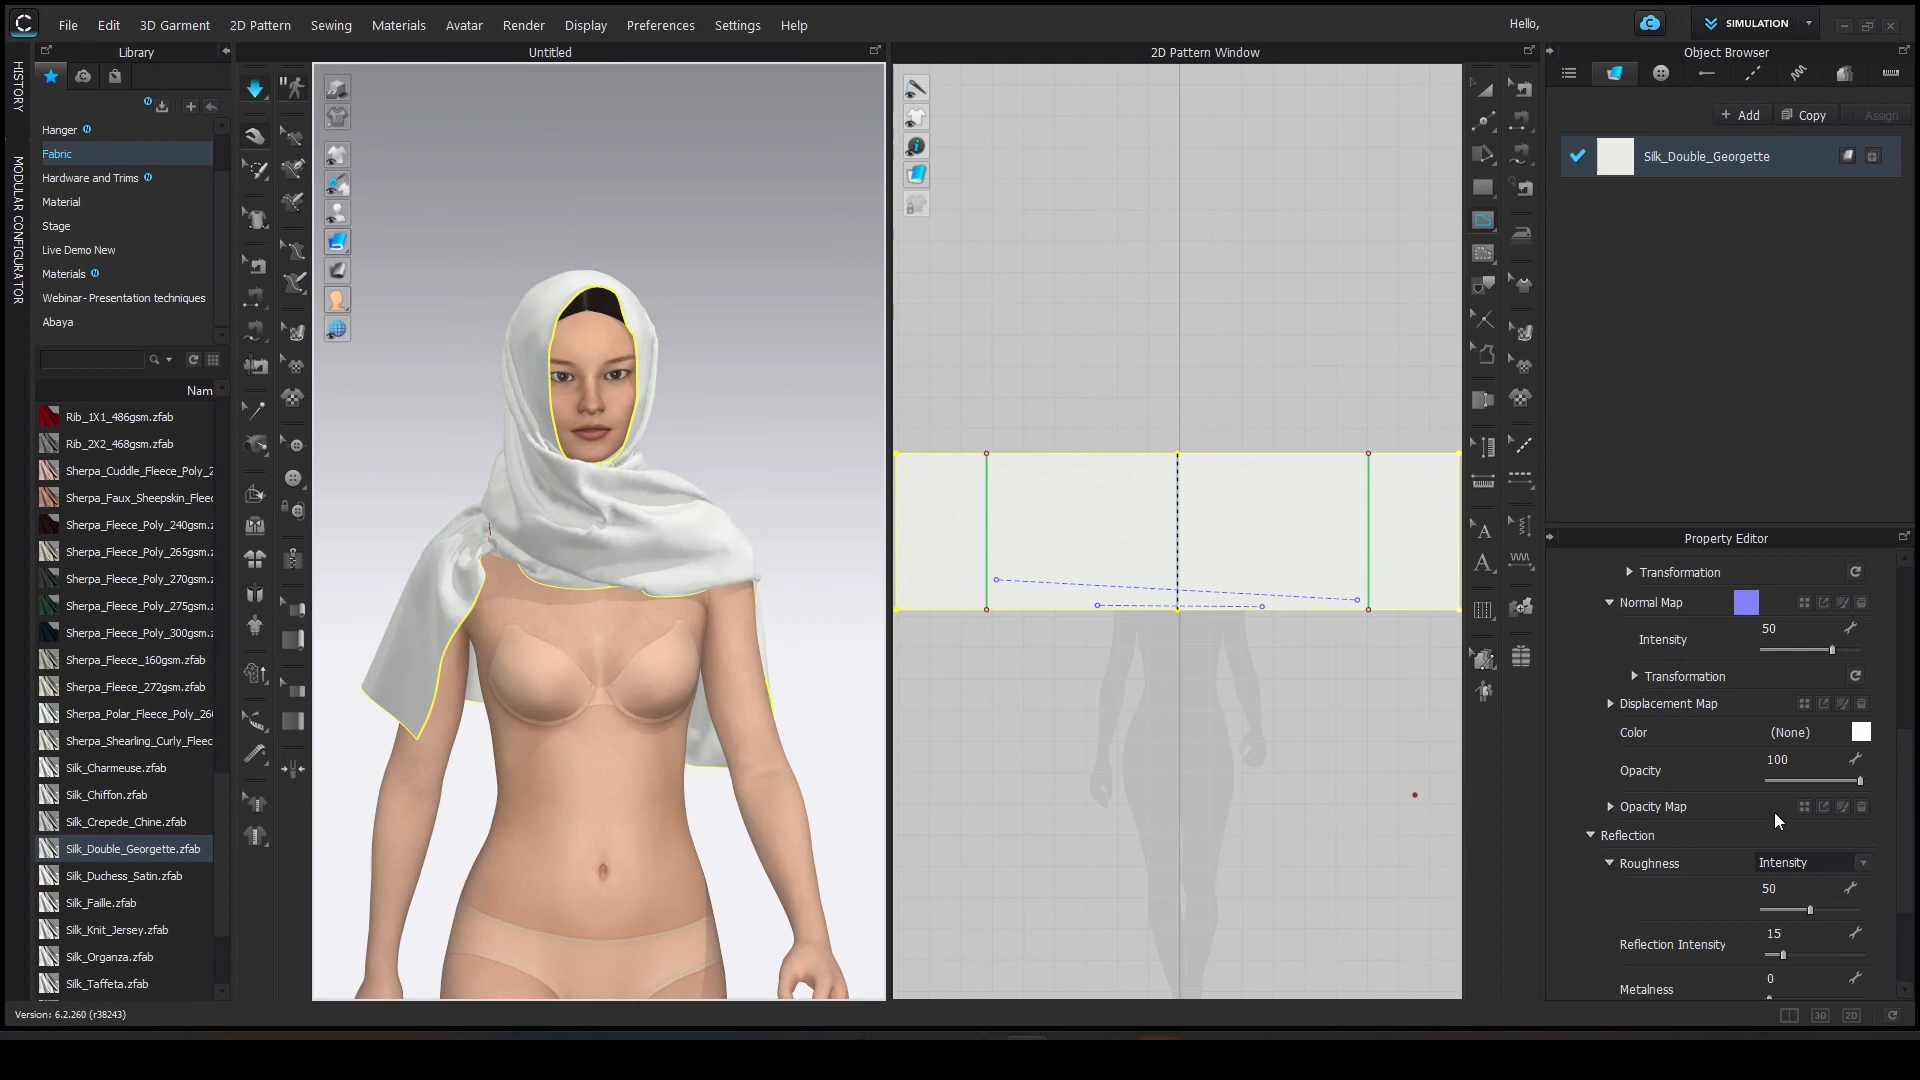 File Edit 3D Garment 2D Pattern Sewing Materials Avatar Render Display Preferences Settings Help Hello, SIMULATION
Library Untitled 2D Pattern Window Object Browser
HISTORY
MODULAR CONFIGURATOR
Hanger
Fabric
Hardware and Trims
Material
Stage
Live Demo New
Materials
Webinar- Presentation techniques
Abaya
Nam
Rib_1X1_486gsm.zfab
Rib_2X2_468gsm.zfab
Sherpa_Cuddle_Fleece_Poly_2
Sherpa_Faux_Sheepskin_Fleec
Sherpa_Fleece_Poly_240gsm.z
Sherpa_Fleece_Poly_265gsm.z
Sherpa_Fleece_Poly_270gsm.z
Sherpa_Fleece_Poly_275gsm.z
Sherpa_Fleece_Poly_300gsm.z
Sherpa_Fleece_160gsm.zfab
Sherpa_Fleece_272gsm.zfab
Sherpa_Polar_Fleece_Poly_260
Sherpa_Shearling_Curly_Fleec
Silk_Charmeuse.zfab
Silk_Chiffon.zfab
Silk_Crepede_Chine.zfab
Silk_Double_Georgette.zfab
Silk_Duchess_Satin.zfab
Silk_Faille.zfab
Silk_Knit_Jersey.zfab
Silk_Organza.zfab
Silk_Taffeta.zfab
Version: 6.2.260 (r38243)
+ Add Copy Assign
Silk_Double_Georgette
Property Editor
Transformation
Normal Map
50
Intensity
Transformation
Displacement Map
Color (None)
100
Opacity
Opacity Map
Reflection
Roughness Intensity
50
15
Reflection Intensity
0
Metalness
3D 2D